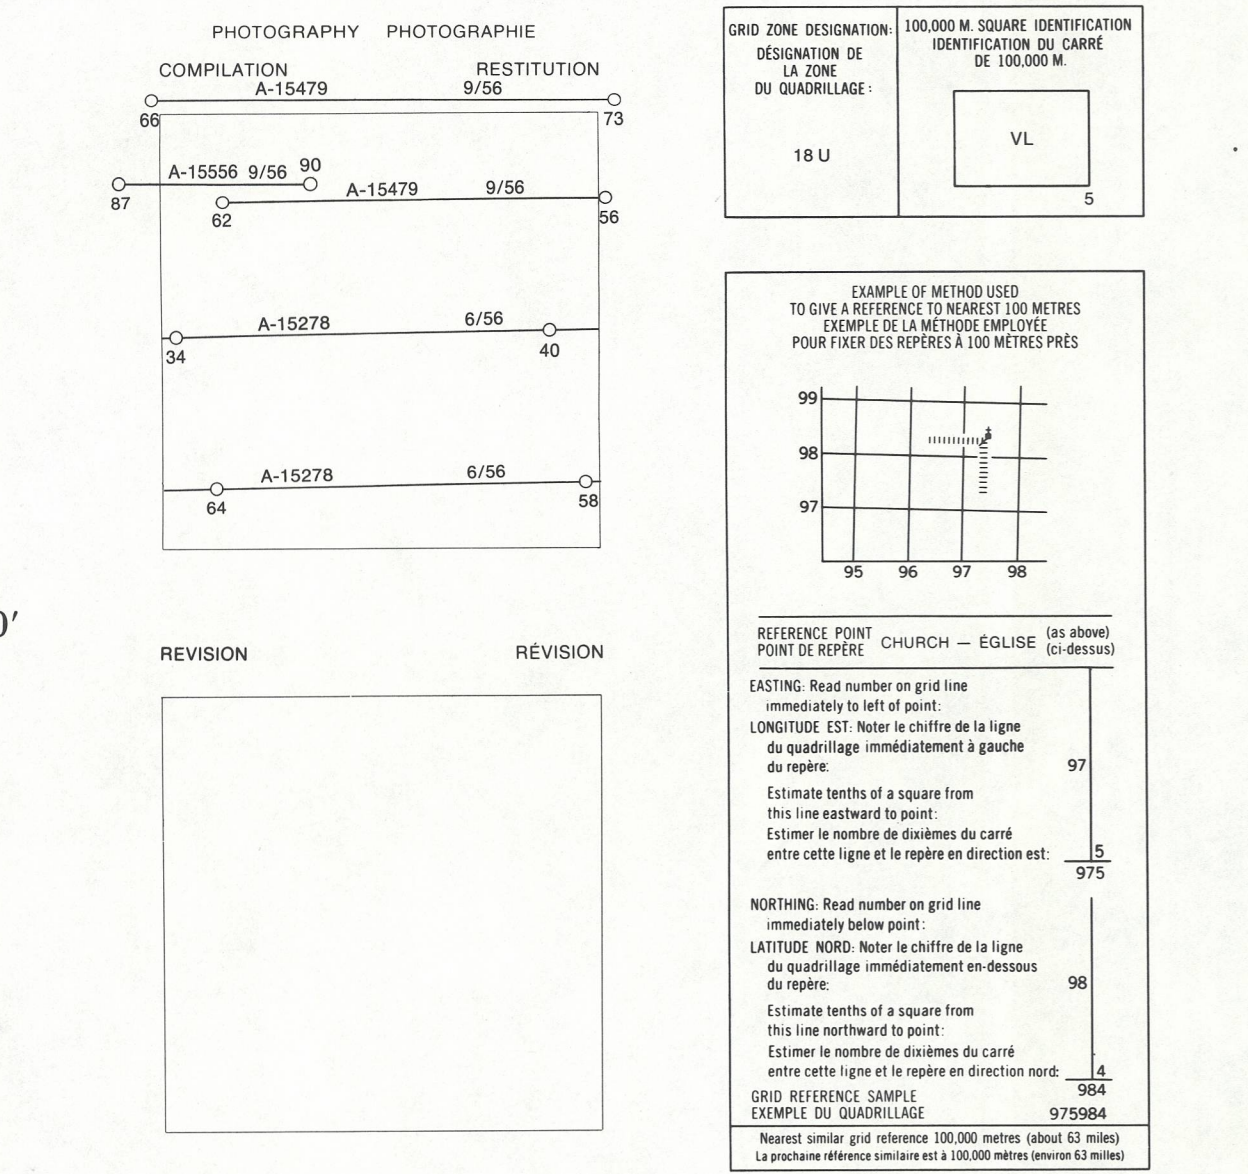 PHOTOGRAPHY PHOTOGRAPHIE
COMPILATION RESTITUTION
A-15479 9/56
66 73
A-15556 9/56 90
87
A-15479 9/56
62 56
A-15278 6/56
34 40
A-15278 6/56
64 58
0'
REVISION RÉVISION
GRID ZONE DESIGNATION:
DÉSIGNATION DE
LA ZONE
DU QUADRILLAGE :
18 U
100,000 M. SQUARE IDENTIFICATION
IDENTIFICATION DU CARRÉ
DE 100,000 M.
VL
5
EXAMPLE OF METHOD USED
TO GIVE A REFERENCE TO NEAREST 100 METRES
EXEMPLE DE LA MÉTHODE EMPLOYÉE
POUR FIXER DES REPÈRES À 100 MÈTRES PRÈS
99
98
97
95 96 97 98
REFERENCE POINT
POINT DE REPÈRE
CHURCH — ÉGLISE
(as above)
(ci-dessus)
EASTING: Read number on grid line
immediately to left of point:
LONGITUDE EST: Noter le chiffre de la ligne
du quadrillage immédiatement à gauche
du repère: 97
Estimate tenths of a square from
this line eastward to point:
Estimer le nombre de dixièmes du carré
entre cette ligne et le repère en direction est: 5
975
NORTHING: Read number on grid line
immediately below point:
LATITUDE NORD: Noter le chiffre de la ligne
du quadrillage immédiatement en-dessous
du repère: 98
Estimate tenths of a square from
this line northward to point:
Estimer le nombre de dixièmes du carré
entre cette ligne et le repère en direction nord: 4
GRID REFERENCE SAMPLE 984
EXEMPLE DU QUADRILLAGE 975984
Nearest similar grid reference 100,000 metres (about 63 miles)
La prochaine référence similaire est à 100,000 mètres (environ 63 milles)